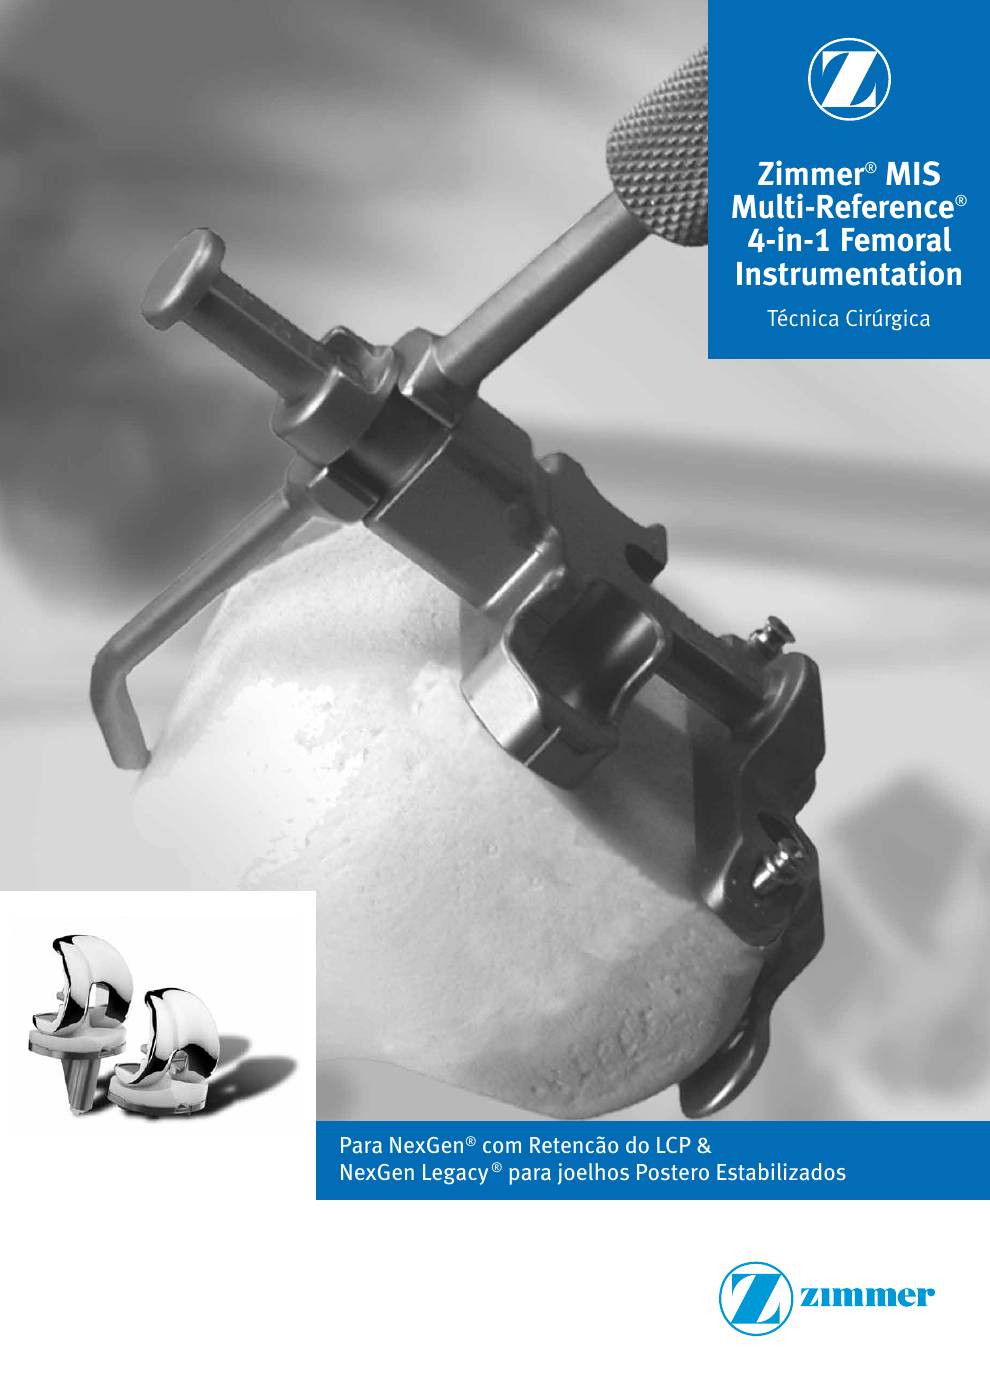 Zimmer® MIS
Multi-Reference®
4-in-1 Femoral
Instrumentation
Técnica Cirúrgica
Para NexGen® com Retencão do LCP &
NexGen Legacy® para joelhos Postero Estabilizados
zimmer